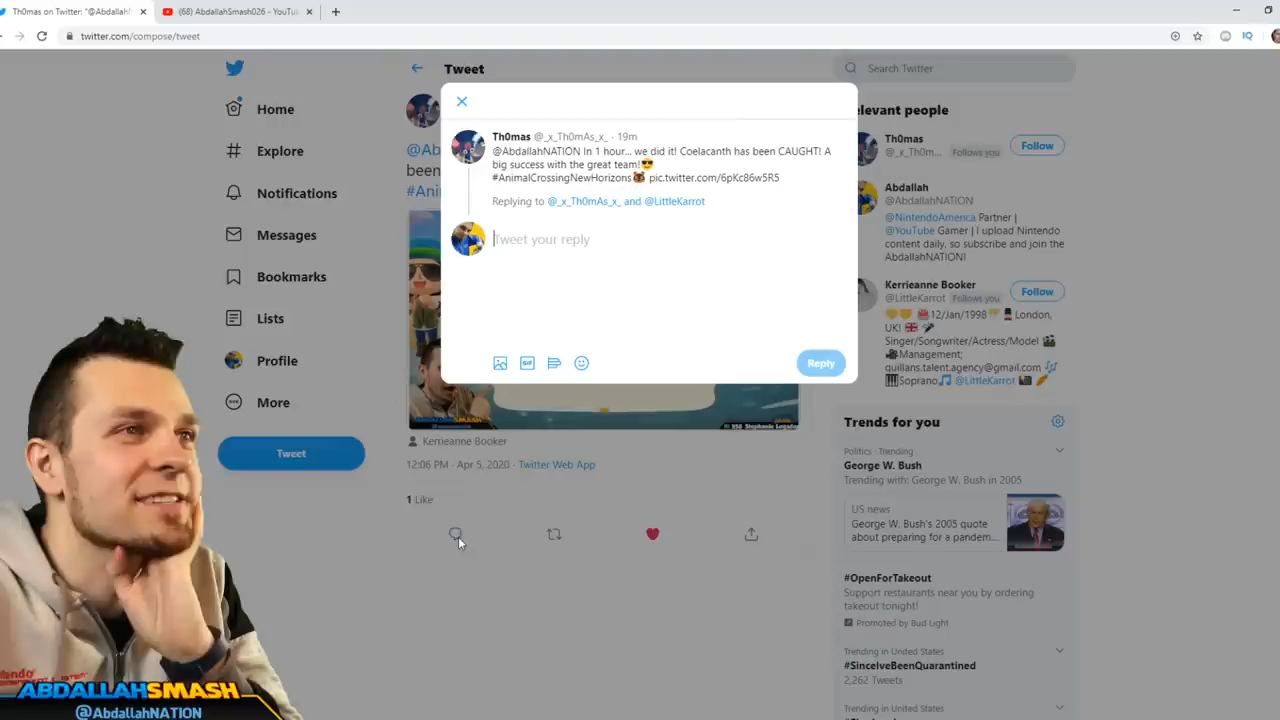 Th0mas on Twitter: "@Abdallah
(68) AbdallahSmash026 - YouTu
twitter.com/compose/tweet
Home
Explore
Notifications
Messages
Bookmarks
Lists
Profile
More
Tweet
Tweet
@Ab
been
#Ani
Th0mas @_x_Th0mAs_x_ · 19m
@AbdallahNATION In 1 hour... we did it! Coelacanth has been CAUGHT! A
big success with the great team!😎
#AnimalCrossingNewHorizons pic.twitter.com/6pKc86w5R5
Replying to @_x_Th0mAs_x_ and @LittleKarrot
Tweet your reply
GIF
Reply
Kerrieanne Booker
12:06 PM · Apr 5, 2020 · Twitter Web App
1 Like
Search Twitter
elevant people
Th0mas
@_x_Th0m... Follows you
Follow
Abdallah
@AbdallahNATION
@NintendoAmerica Partner |
@YouTube Gamer | I upload Nintendo
content daily, so subscribe and join the
AbdallahNATION!
Kerrieanne Booker
@LittleKarrot Follows you
Follow
12/Jan/1998 London,
UK! 🇬🇧
Singer/Songwriter/Actress/Model
Management;
quillans.talent.agency@gmail.com
Soprano @LittleKarrot
Trends for you
Politics · Trending
George W. Bush
Trending with: George W. Bush in 2005
US news
George W. Bush's 2005 quote
about preparing for a pandem...
#OpenForTakeout
Support restaurants near you by ordering
takeout tonight!
Promoted by Bud Light
Trending in United States
#SinceIveBeenQuarantined
2,262 Tweets
Trending in United States
ABDALLAHSMASH
@AbdallahNATION